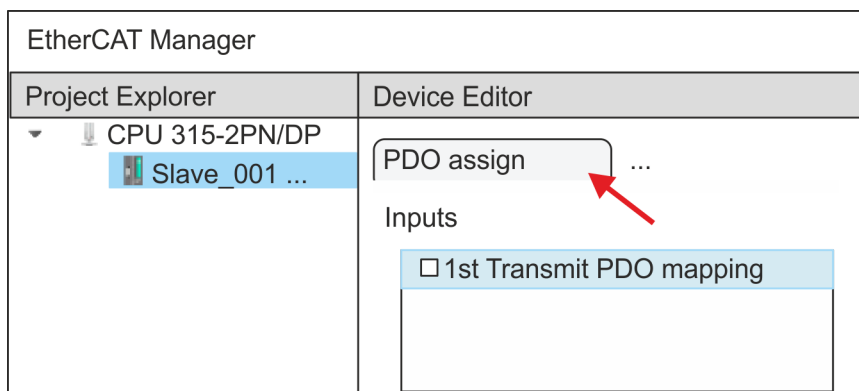 EtherCAT Manager
Project Explorer
Device Editor
CPU 315-2PN/DP
Slave_001 ...
PDO assign
...
Inputs
1st Transmit PDO mapping